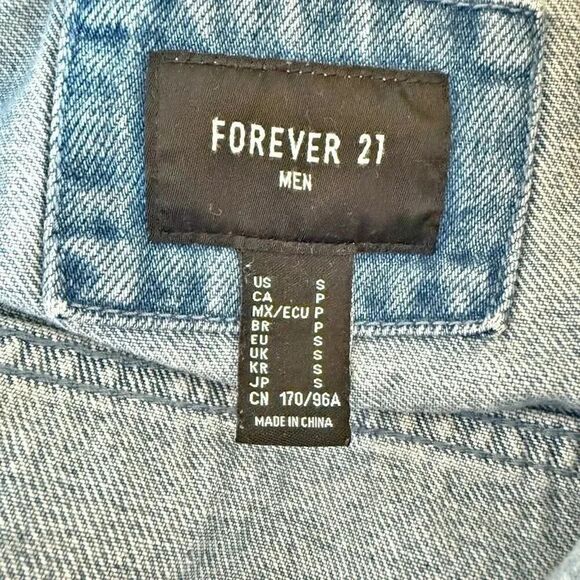 FOREVER 21
MEN
US S
CA P
MX/ECU P
BR P
EU S
UK S
KR S
JP S
CN 170/96A
MADE IN CHINA